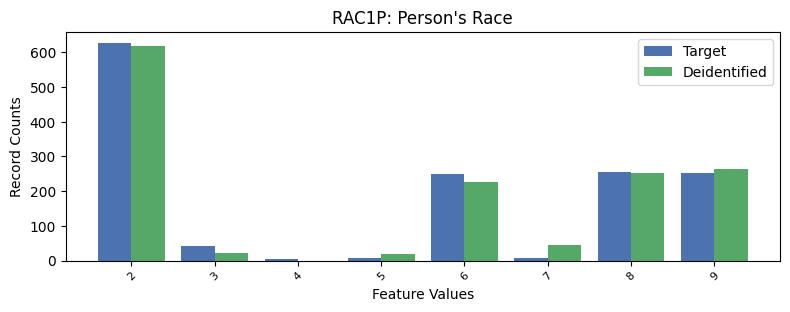 RAC1P: Person's Race
Target
Deidentified
Record Counts
600
500
400
300
200
100
0
2 3 4 5 6 7 8 9
Feature Values